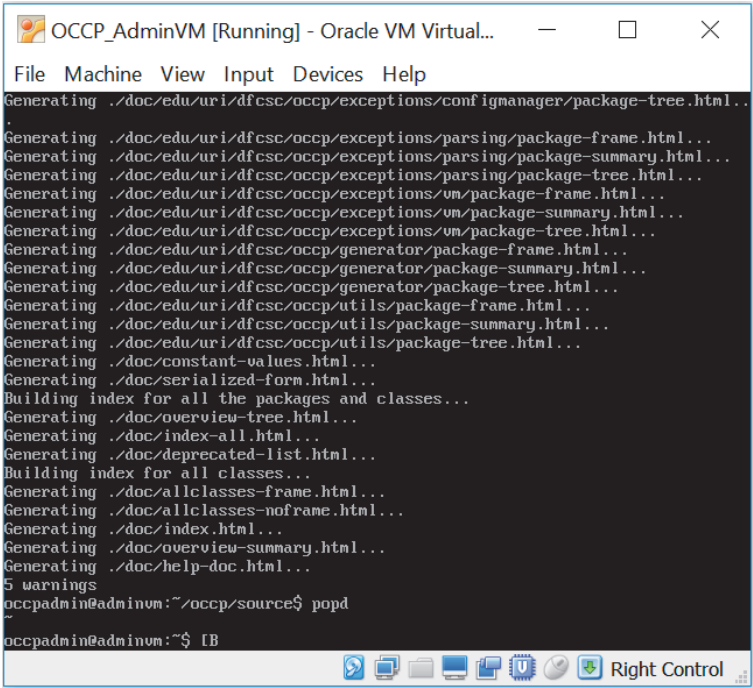 OCCP_AdminVM [Running] - Oracle VM Virtual...
File Machine View Input Devices Help
Generating ./doc/edu/uri/dfcsc/occp/exceptions/configmanager/package-tree.html..
.
Generating ./doc/edu/uri/dfcsc/occp/exceptions/parsing/package-frame.html...
Generating ./doc/edu/uri/dfcsc/occp/exceptions/parsing/package-summary.html...
Generating ./doc/edu/uri/dfcsc/occp/exceptions/parsing/package-tree.html...
Generating ./doc/edu/uri/dfcsc/occp/exceptions/vm/package-frame.html...
Generating ./doc/edu/uri/dfcsc/occp/exceptions/vm/package-summary.html...
Generating ./doc/edu/uri/dfcsc/occp/exceptions/vm/package-tree.html...
Generating ./doc/edu/uri/dfcsc/occp/generator/package-frame.html...
Generating ./doc/edu/uri/dfcsc/occp/generator/package-summary.html...
Generating ./doc/edu/uri/dfcsc/occp/generator/package-tree.html...
Generating ./doc/edu/uri/dfcsc/occp/utils/package-frame.html...
Generating ./doc/edu/uri/dfcsc/occp/utils/package-summary.html...
Generating ./doc/edu/uri/dfcsc/occp/utils/package-tree.html...
Generating ./doc/constant-values.html...
Generating ./doc/serialized-form.html...
Building index for all the packages and classes...
Generating ./doc/overview-tree.html...
Generating ./doc/index-all.html...
Generating ./doc/deprecated-list.html...
Building index for all classes...
Generating ./doc/allclasses-frame.html...
Generating ./doc/allclasses-noframe.html...
Generating ./doc/index.html...
Generating ./doc/overview-summary.html...
Generating ./doc/help-doc.html...
5 warnings
occpadmin@adminvm:~/occp/source$ popd
~
occpadmin@adminvm:~$ [B
Right Control